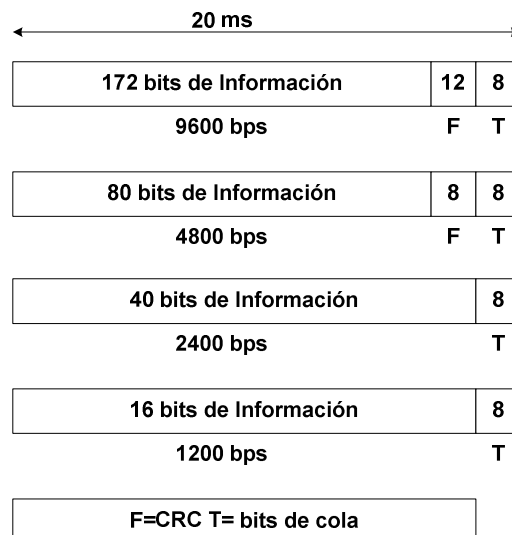 20 ms
172 bits de Información 12 8
9600 bps F T
80 bits de Información 8 8
4800 bps F T
40 bits de Información 8
2400 bps T
16 bits de Información 8
1200 bps T
F=CRC T= bits de cola